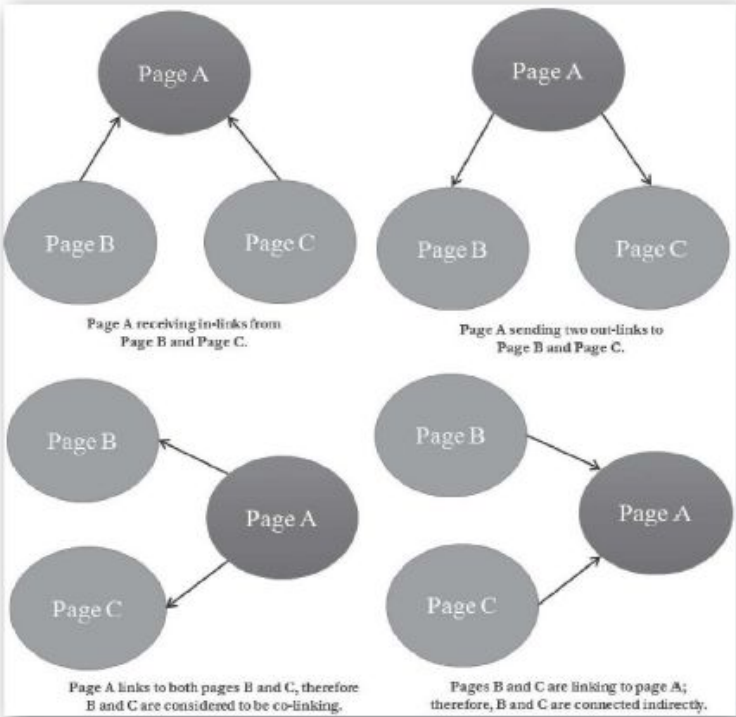 Page A
Page B
Page C
Page A receiving in-links from
Page B and Page C.
Page A
Page B
Page C
Page A sending two out-links to
Page B and Page C.
Page B
Page A
Page C
Page A links to both pages B and C, therefore
B and C are considered to be co-linking.
Page B
Page A
Page C
Pages B and C are linking to page A;
therefore, B and C are connected indirectly.